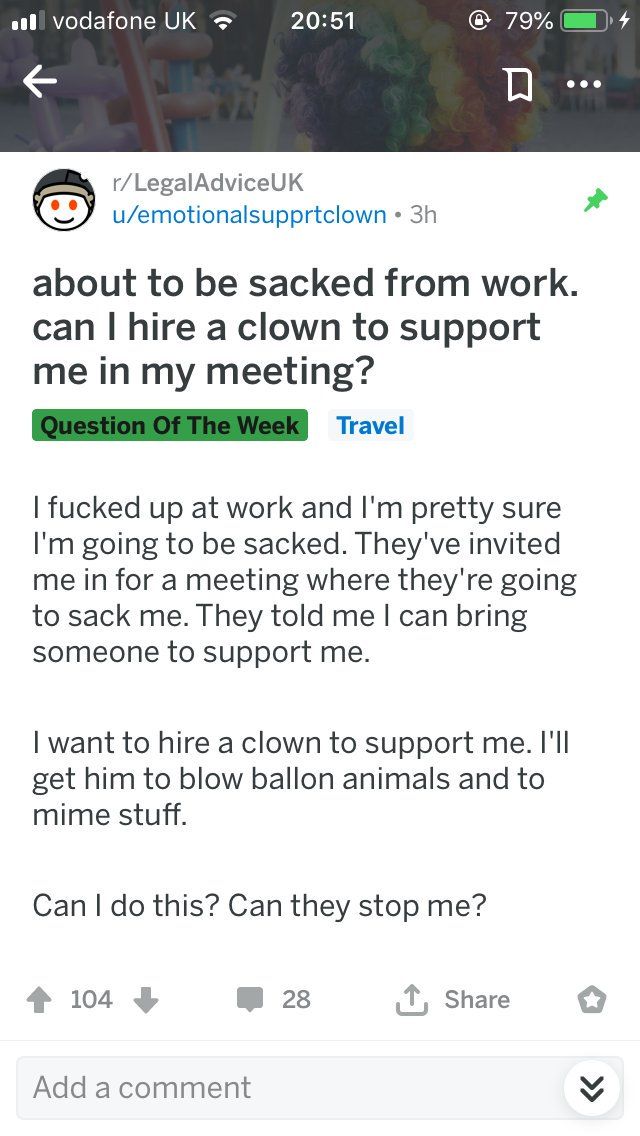 vodafone UK 20:51 79%
r/LegalAdviceUK
u/emotionalsupprtclown • 3h
about to be sacked from work.
can I hire a clown to support
me in my meeting?
Question Of The Week Travel
I fucked up at work and I'm pretty sure
I'm going to be sacked. They've invited
me in for a meeting where they're going
to sack me. They told me I can bring
someone to support me.
I want to hire a clown to support me. I'll
get him to blow ballon animals and to
mime stuff.
Can I do this? Can they stop me?
104 28 Share
Add a comment